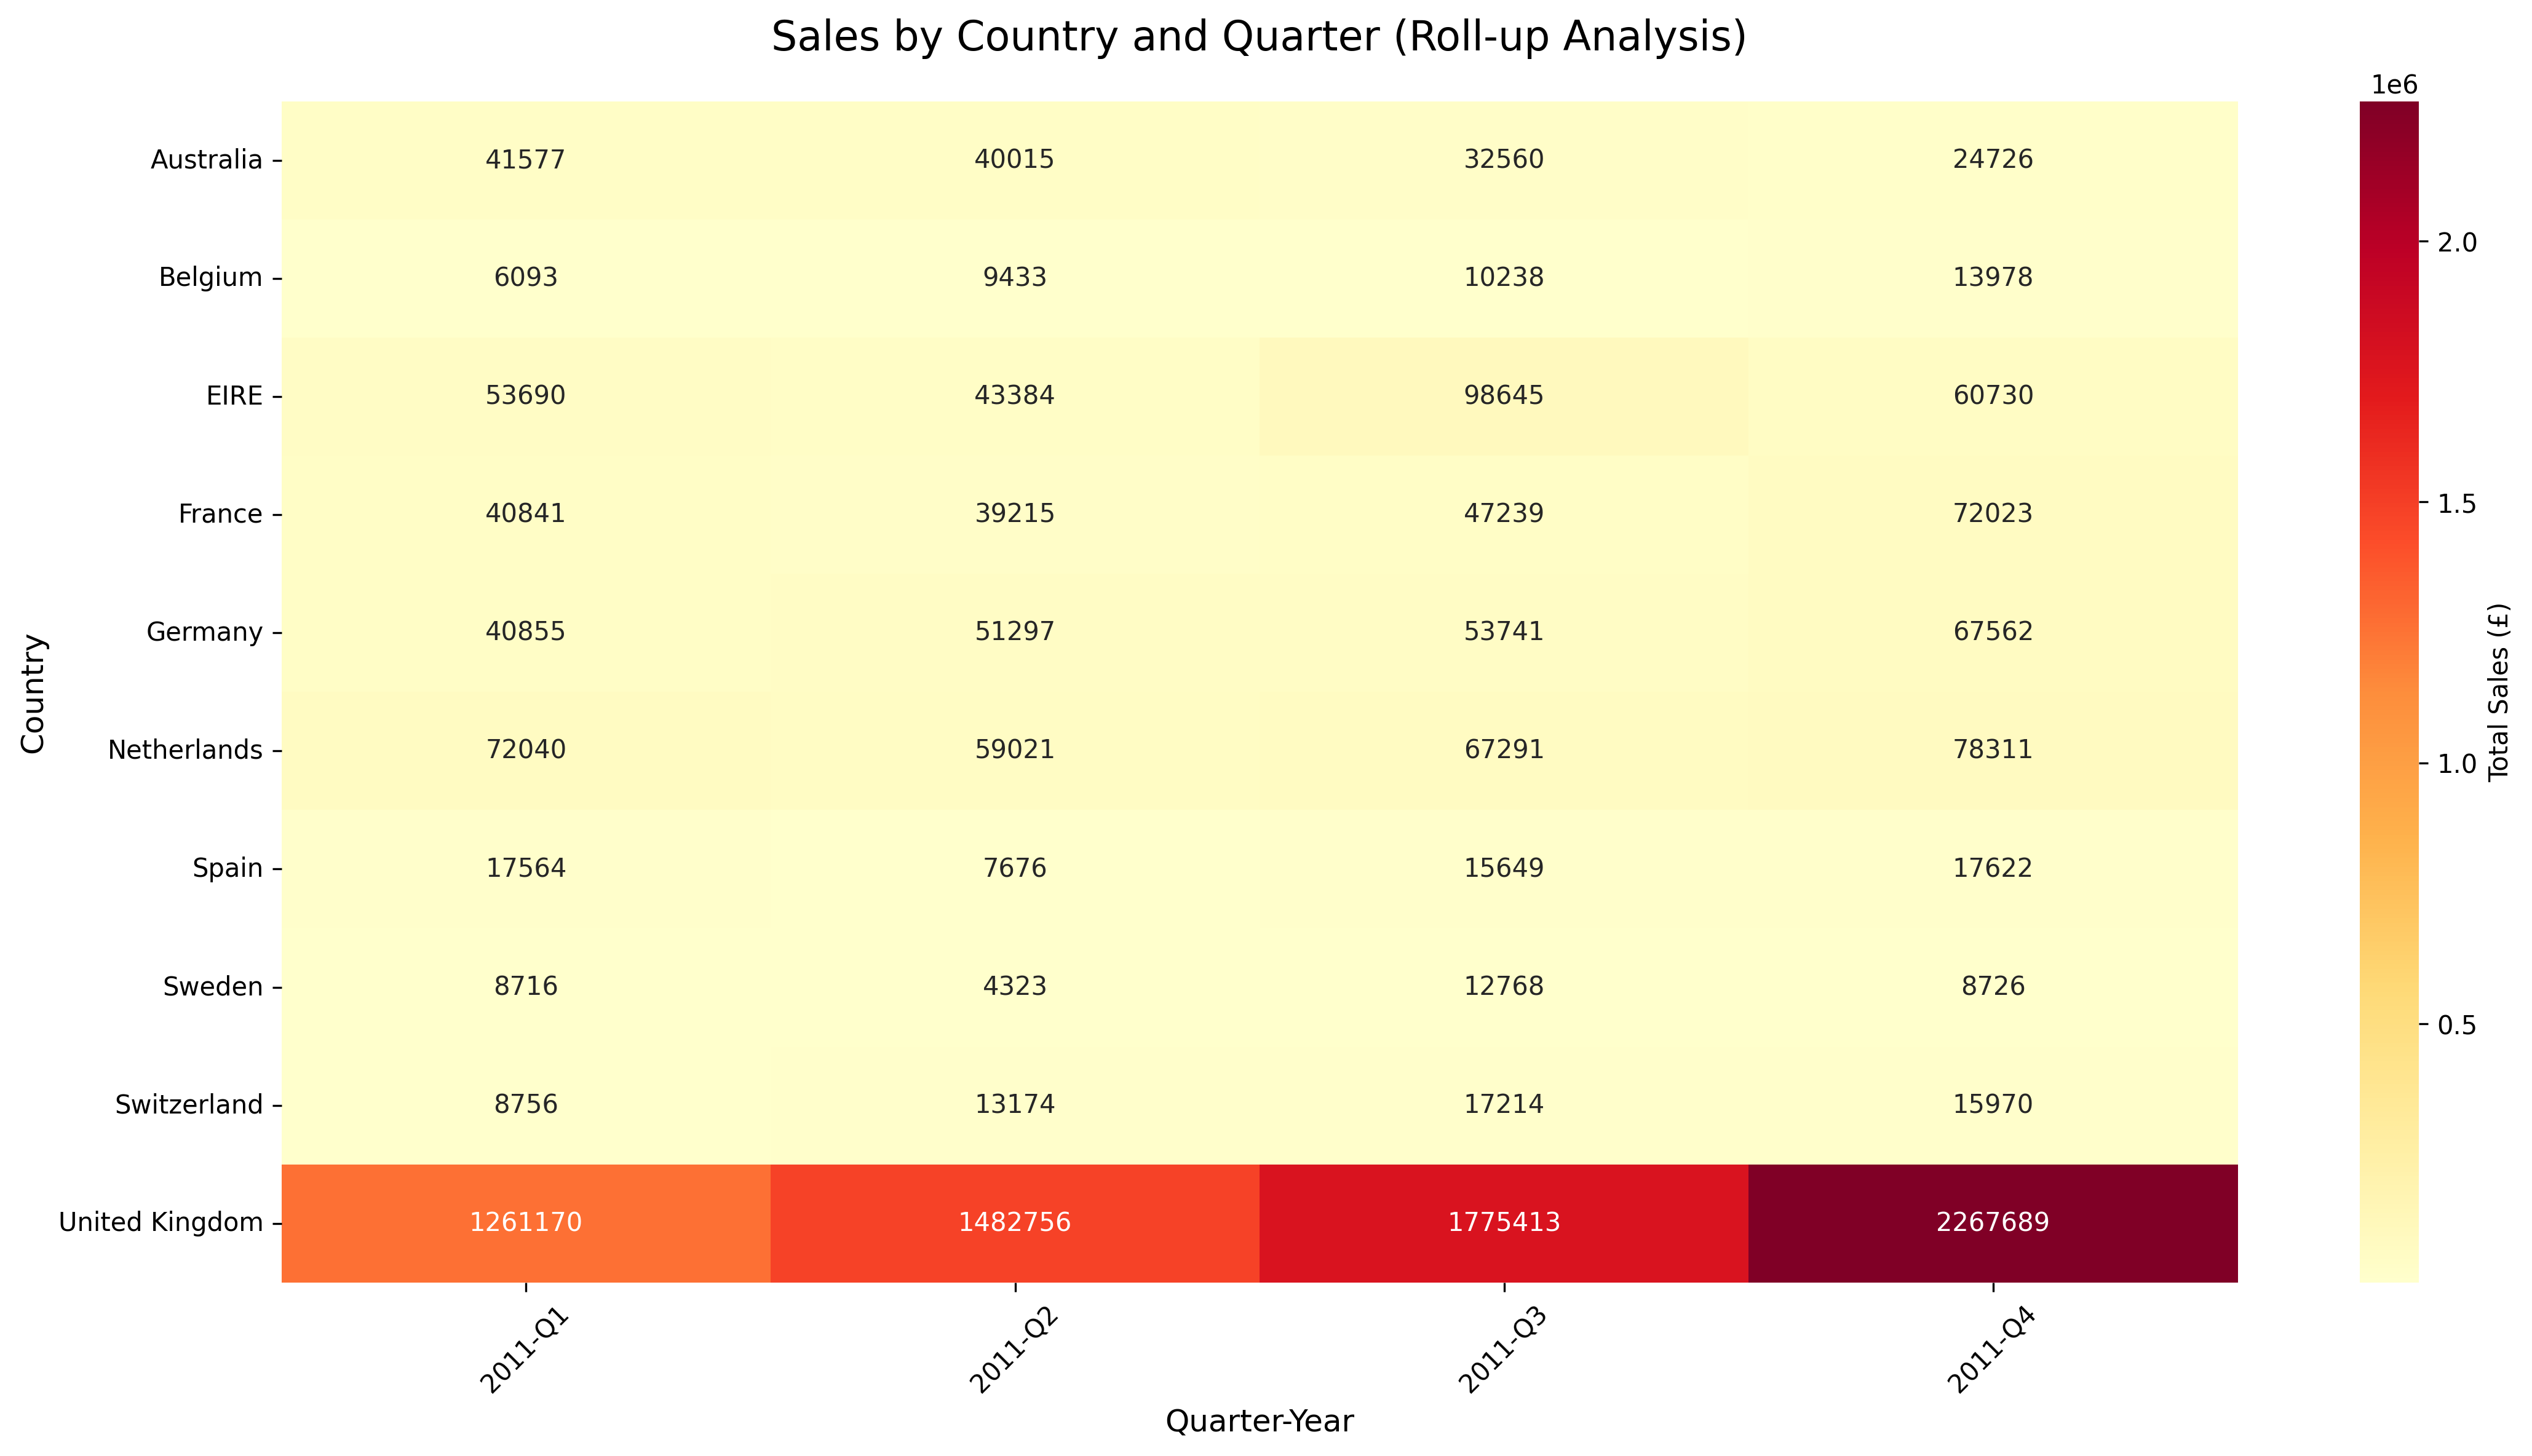 Sales by Country and Quarter (Roll-up Analysis)
1e6
Australia 41577 40015 32560 24726
Belgium 6093 9433 10238 13978
EIRE 53690 43384 98645 60730
France 40841 39215 47239 72023
Germany 40855 51297 53741 67562
Netherlands 72040 59021 67291 78311
Spain 17564 7676 15649 17622
Sweden 8716 4323 12768 8726
Switzerland 8756 13174 17214 15970
United Kingdom 1261170 1482756 1775413 2267689
2011-Q1 2011-Q2 2011-Q3 2011-Q4
Quarter-Year
Country
2.0
1.5
1.0
0.5
Total Sales (£)